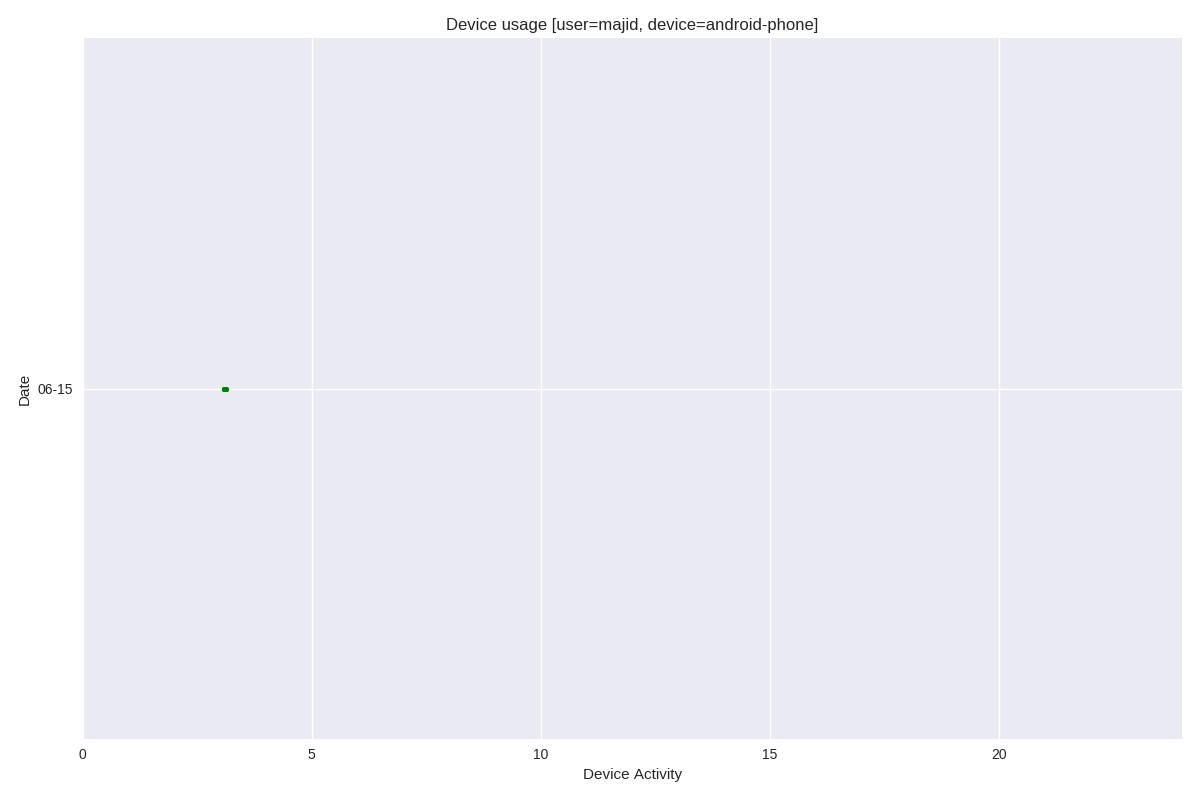 Device usage [user=majid, device=android-phone]
Date
06-15
0 5 10 15 20
Device Activity